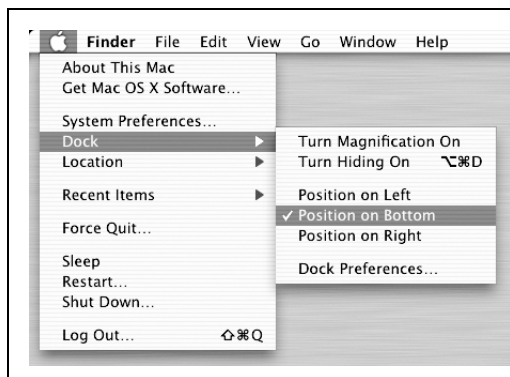 Finder File Edit View Go Window Help
About This Mac
Get Mac OS X Software...
System Preferences...
Dock
Location
Recent Items
Force Quit...
Sleep
Restart...
Shut Down...
Log Out... ⇧⌘Q
Turn Magnification On
Turn Hiding On ⌥⌘D
Position on Left
✓ Position on Bottom
Position on Right
Dock Preferences...